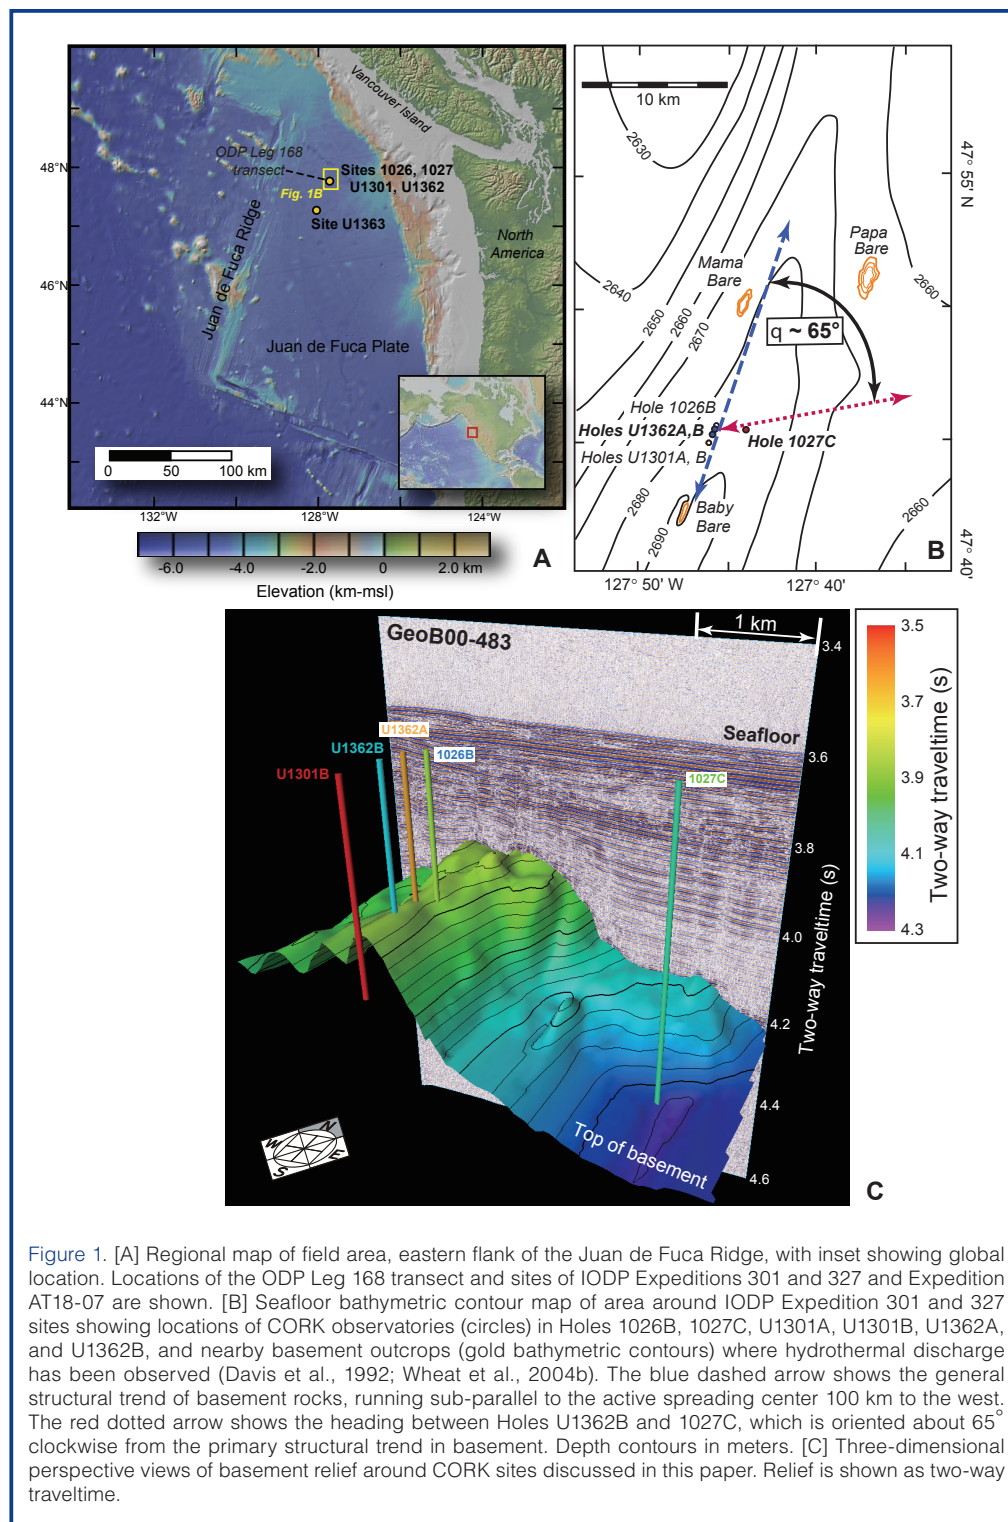 Vancouver Island
ODP Leg 168
transect
48°N
Sites 1026, 1027
U1301, U1362
Fig. 1B
Site U1363
North
America
46°N
Juan de Fuca Ridge
Juan de Fuca Plate
44°N
0 50 100 km
132°W 128°W 124°W
-6.0 -4.0 -2.0 0 2.0 km
Elevation (km-msl)
A
10 km
2630
47° 55' N
Papa
Bare
Mama
Bare
2640
2650
2660
2670
2660
q ~ 65°
Hole 1026B
Holes U1362A,B
Hole 1027C
Holes U1301A, B
2680
2690
Baby
Bare
2660
B
47° 40'
127° 50' W 127° 40'
GeoB00-483
1 km
3.4
Seafloor
U1362A
U1362B
1026B
U1301B
1027C
3.6
3.8
4.0
4.2
4.4
4.6
Two-way traveltime (s)
Top of basement
N
W
E
S
C
3.5
3.7
3.9
4.1
4.3
Two-way traveltime (s)
Figure 1. [A] Regional map of field area, eastern flank of the Juan de Fuca Ridge, with inset showing global
location. Locations of the ODP Leg 168 transect and sites of IODP Expeditions 301 and 327 and Expedition
AT18-07 are shown. [B] Seafloor bathymetric contour map of area around IODP Expedition 301 and 327
sites showing locations of CORK observatories (circles) in Holes 1026B, 1027C, U1301A, U1301B, U1362A,
and U1362B, and nearby basement outcrops (gold bathymetric contours) where hydrothermal discharge
has been observed (Davis et al., 1992; Wheat et al., 2004b). The blue dashed arrow shows the general
structural trend of basement rocks, running sub-parallel to the active spreading center 100 km to the west.
The red dotted arrow shows the heading between Holes U1362B and 1027C, which is oriented about 65°
clockwise from the primary structural trend in basement. Depth contours in meters. [C] Three-dimensional
perspective views of basement relief around CORK sites discussed in this paper. Relief is shown as two-way
traveltime.